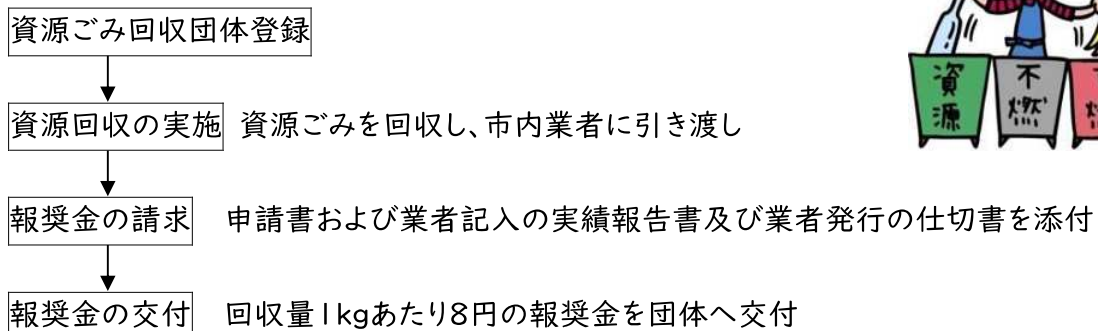 資源ごみ回収団体登録
資源回収の実施 資源ごみを回収し、市内業者に引き渡し
報奨金の請求 申請書および業者記入の実績報告書及び業者発行の仕切書を添付
報奨金の交付 回収量1kgあたり8円の報奨金を団体へ交付
資源
不燃